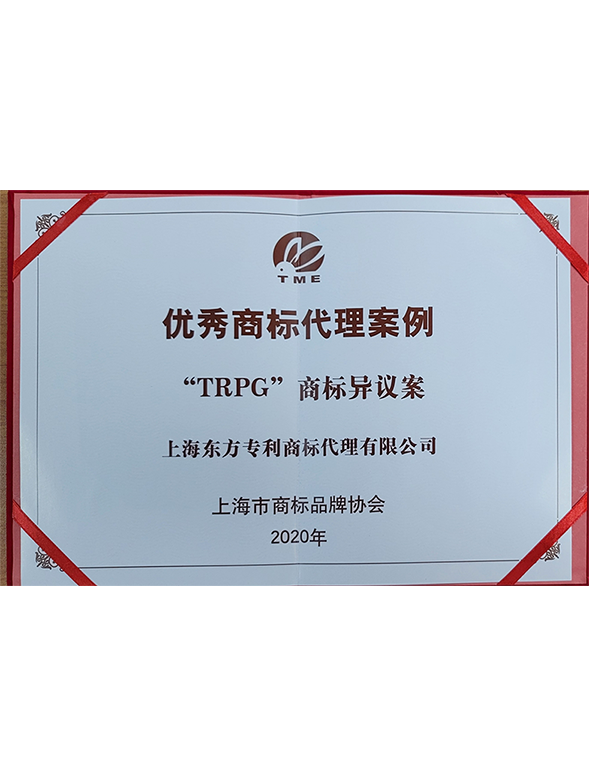 TME
优秀商标代理案例
“TRPG”商标异议案
上海东方专利商标代理有限公司
上海市商标品牌协会
2020年